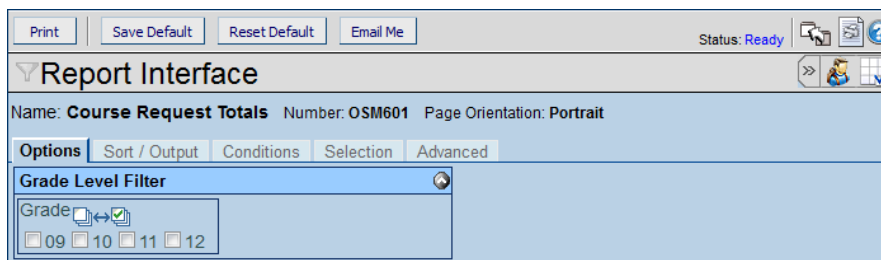 Print Save Default Reset Default Email Me Status: Ready
Report Interface
Name: Course Request Totals Number: OSM601 Page Orientation: Portrait
Options Sort / Output Conditions Selection Advanced
Grade Level Filter
Grade
09 10 11 12